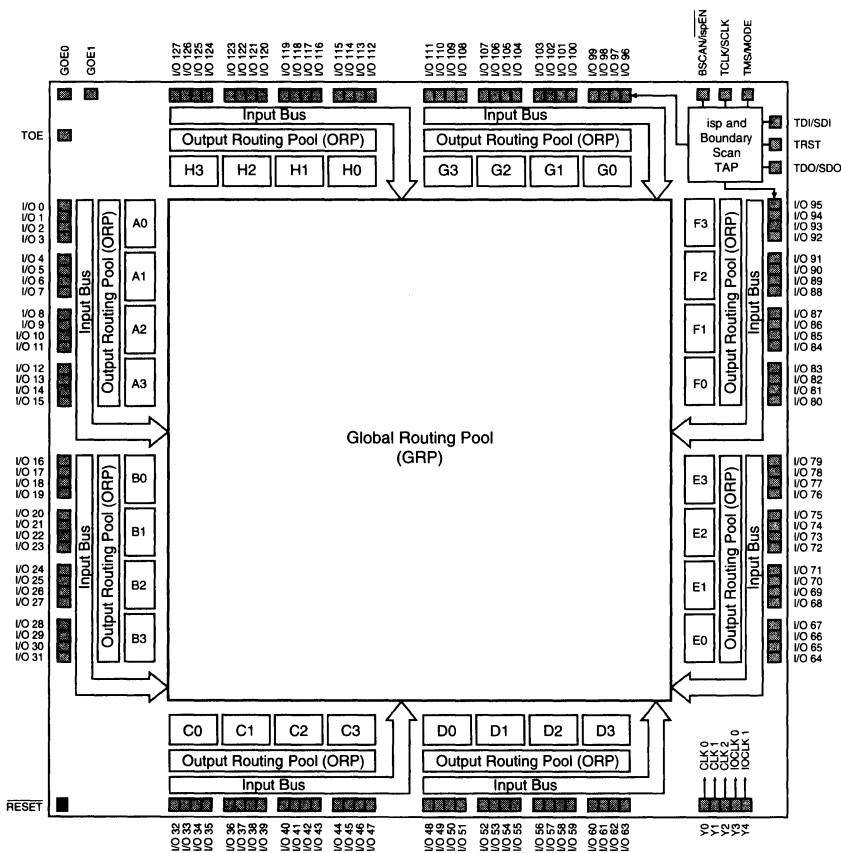 GOE0
GOE1
I/O 127
I/O 126
I/O 125
I/O 124
I/O 123
I/O 122
I/O 121
I/O 120
I/O 119
I/O 118
I/O 117
I/O 116
I/O 115
I/O 114
I/O 113
I/O 112
I/O 111
I/O 110
I/O 109
I/O 108
I/O 107
I/O 106
I/O 105
I/O 104
I/O 103
I/O 102
I/O 101
I/O 100
I/O 99
I/O 98
I/O 97
I/O 96
BSCAN/ispEN
TCLK/SCLK
TMS/MODE
TOE
Input Bus
Output Routing Pool (ORP)
H3 H2 H1 H0
Input Bus
Output Routing Pool (ORP)
G3 G2 G1 G0
isp and
Boundary
Scan
TAP
TDI/SDI
TRST
TDO/SDO
I/O 0
I/O 1
I/O 2
I/O 3
I/O 4
I/O 5
I/O 6
I/O 7
I/O 8
I/O 9
I/O 10
I/O 11
I/O 12
I/O 13
I/O 14
I/O 15
Input Bus
Output Routing Pool (ORP)
A0
A1
A2
A3
I/O 16
I/O 17
I/O 18
I/O 19
I/O 20
I/O 21
I/O 22
I/O 23
I/O 24
I/O 25
I/O 26
I/O 27
I/O 28
I/O 29
I/O 30
I/O 31
Input Bus
Output Routing Pool (ORP)
B0
B1
B2
B3
Global Routing Pool
(GRP)
F3
F2
F1
F0
Output Routing Pool (ORP)
Input Bus
I/O 95
I/O 94
I/O 93
I/O 92
I/O 91
I/O 90
I/O 89
I/O 88
I/O 87
I/O 86
I/O 85
I/O 84
I/O 83
I/O 82
I/O 81
I/O 80
E3
E2
E1
E0
Output Routing Pool (ORP)
Input Bus
I/O 79
I/O 78
I/O 77
I/O 76
I/O 75
I/O 74
I/O 73
I/O 72
I/O 71
I/O 70
I/O 69
I/O 68
I/O 67
I/O 66
I/O 65
I/O 64
C0 C1 C2 C3
Output Routing Pool (ORP)
Input Bus
D0 D1 D2 D3
Output Routing Pool (ORP)
Input Bus
CLK 0
CLK 1
CLK 2
IOCLK 0
IOCLK 1
RESET
I/O 32
I/O 33
I/O 34
I/O 35
I/O 36
I/O 37
I/O 38
I/O 39
I/O 40
I/O 41
I/O 42
I/O 43
I/O 44
I/O 45
I/O 46
I/O 47
I/O 48
I/O 49
I/O 50
I/O 51
I/O 52
I/O 53
I/O 54
I/O 55
I/O 56
I/O 57
I/O 58
I/O 59
I/O 60
I/O 61
I/O 62
I/O 63
Y0
Y1
Y2
Y3
Y4